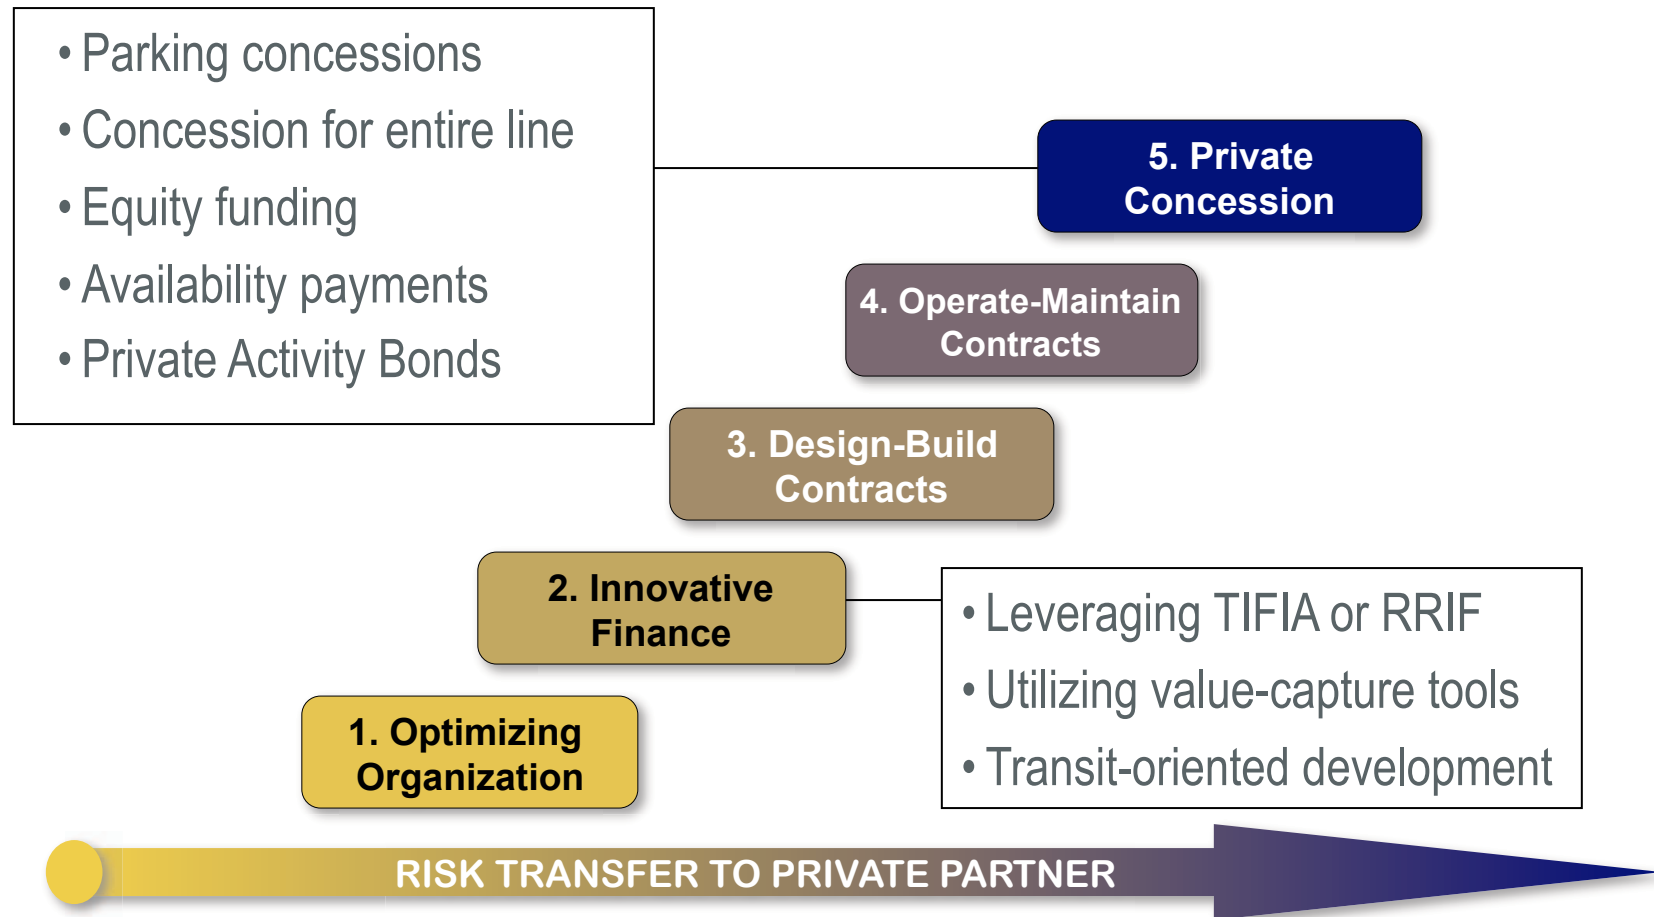 • Parking concessions
• Concession for entire line
• Equity funding
• Availability payments
• Private Activity Bonds
5. Private
Concession
4. Operate-Maintain
Contracts
3. Design-Build
Contracts
2. Innovative
Finance
• Leveraging TIFIA or RRIF
• Utilizing value-capture tools
• Transit-oriented development
1. Optimizing
Organization
RISK TRANSFER TO PRIVATE PARTNER